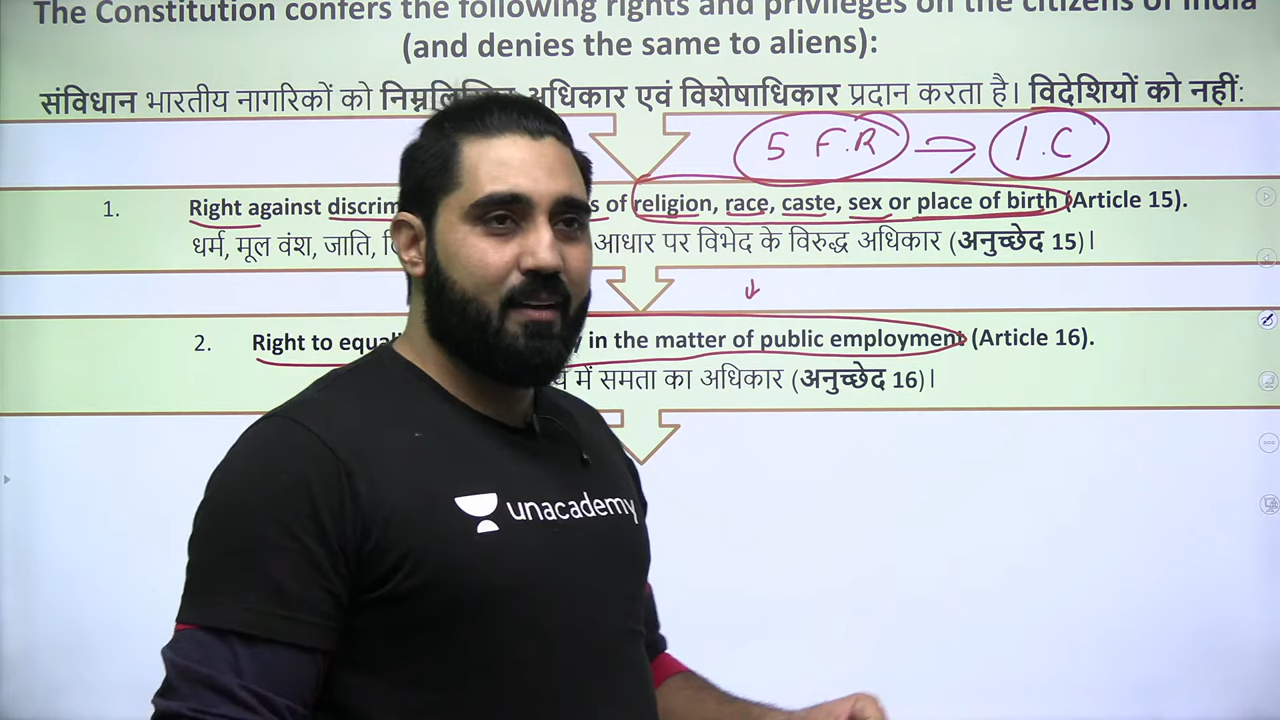 The Constitution confers the following rights and privileges on the citizens of India
(and denies the same to aliens):
संविधान भारतीय नागरिकों को अधिकार एवं विशेषाधिकार प्रदान करता है। विदेशियों को नहीं:
5 F.R → I.C
1. Right against of religion, race, caste, sex or place of birth (Article 15).
धर्म, मूल वंश, जाति, आधार पर विभेद के विरुद्ध अधिकार (अनुच्छेद 15)।
2. Right to in the matter of public employment (Article 16).
में समता का अधिकार (अनुच्छेद 16)।
unacademy